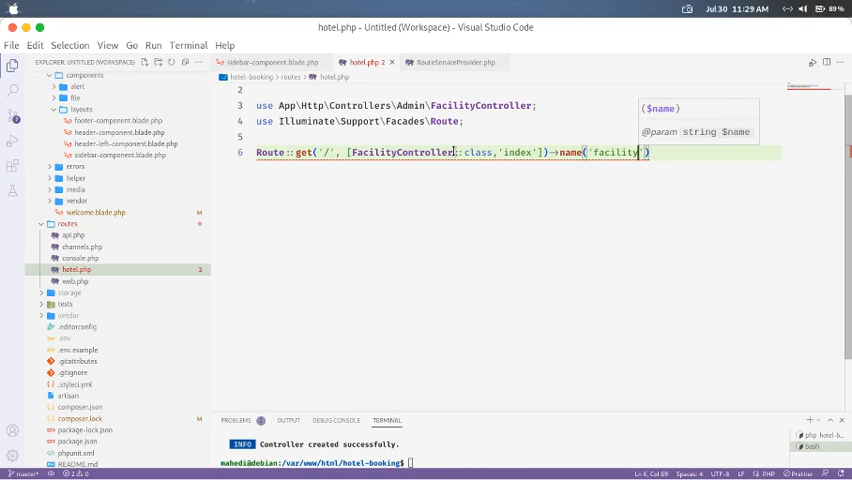 Jul 30 11:29 AM
89 %
hotel.php - Untitled (Workspace) - Visual Studio Code
File Edit Selection View Go Run Terminal Help
EXPLORER: UNTITLED (WORKSPACE)
sidebar-component.blade.php
hotel.php 2
RouteServiceProvider.php
hotel-booking > routes > hotel.php
components
alert
file
layouts
footer-component.blade.php
header-component.blade.php
header-left-component.blade.php
sidebar-component.blade.php
errors
helper
media
vendor
welcome.blade.php
routes
api.php
channels.php
console.php
hotel.php 2
web.php
storage
tests
vendor
.editorconfig
.env
.env.example
.gitattributes
.gitignore
.styleci.yml
artisan
composer.json
composer.lock M
package-lock.json
package.json
phpunit.xml
README.md
2
3 use App\Http\Controllers\Admin\FacilityController;
4 use Illuminate\Support\Facades\Route;
5
6 Route::get('/', [FacilityController::class,'index'])->name('facility')
($name)
@param string $name
PROBLEMS 2 OUTPUT DEBUG CONSOLE TERMINAL
INFO Controller created successfully.
mahedi@debian:/var/www/html/hotel-booking$
php hotel-b...
bash
master* 2 0
Ln 6, Col 69 Spaces: 4 UTF-8 LF PHP Prettier